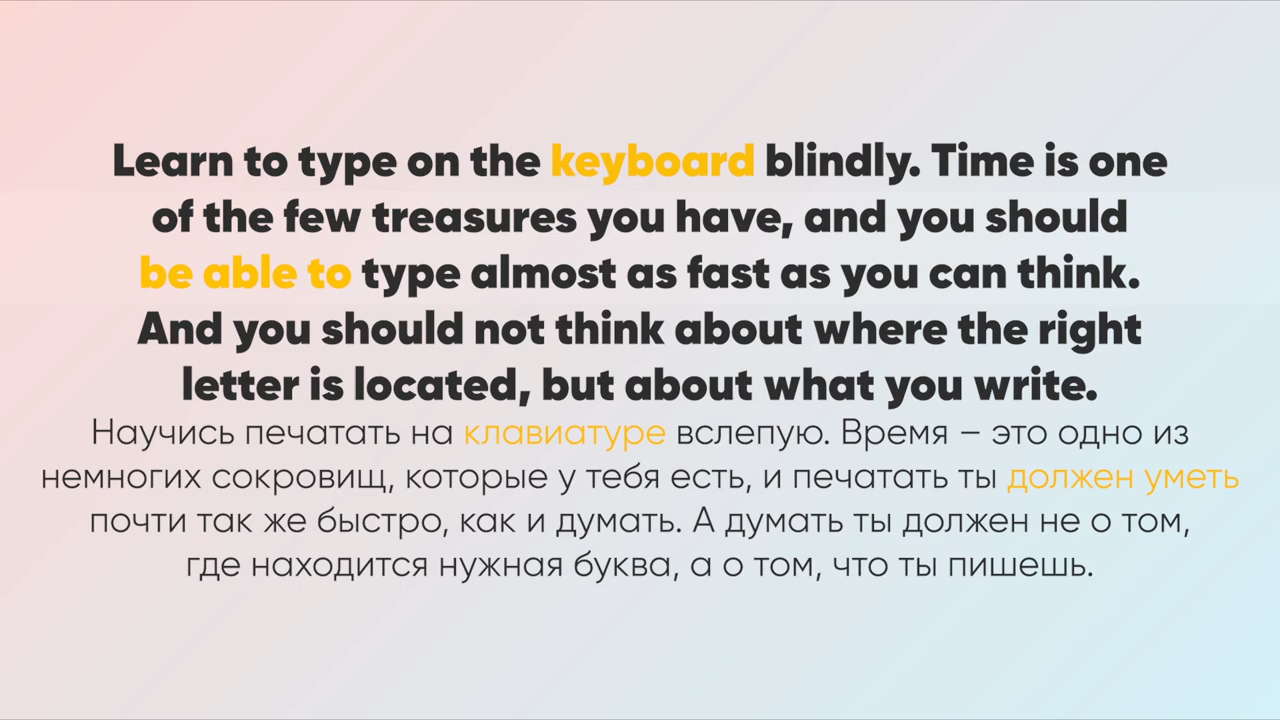 Learn to type on the keyboard blindly. Time is one
of the few treasures you have, and you should
be able to type almost as fast as you can think.
And you should not think about where the right
letter is located, but about what you write.
Научись печатать на клавиатуре вслепую. Время – это одно из
немногих сокровищ, которые у тебя есть, и печатать ты должен уметь
почти так же быстро, как и думать. А думать ты должен не о том,
где находится нужная буква, а о том, что ты пишешь.